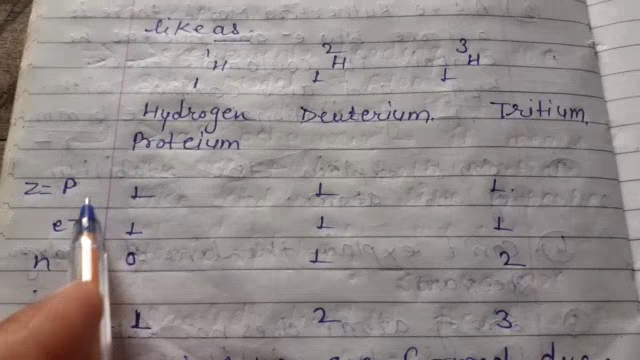 like as.
1 H 1 2 H 1 3 H 1
Hydrogen Deuterium. Tritium,
Proteium
Z = P 1 1 1.
e⁻ 1 1 1
n 0 1 2
1 2 3